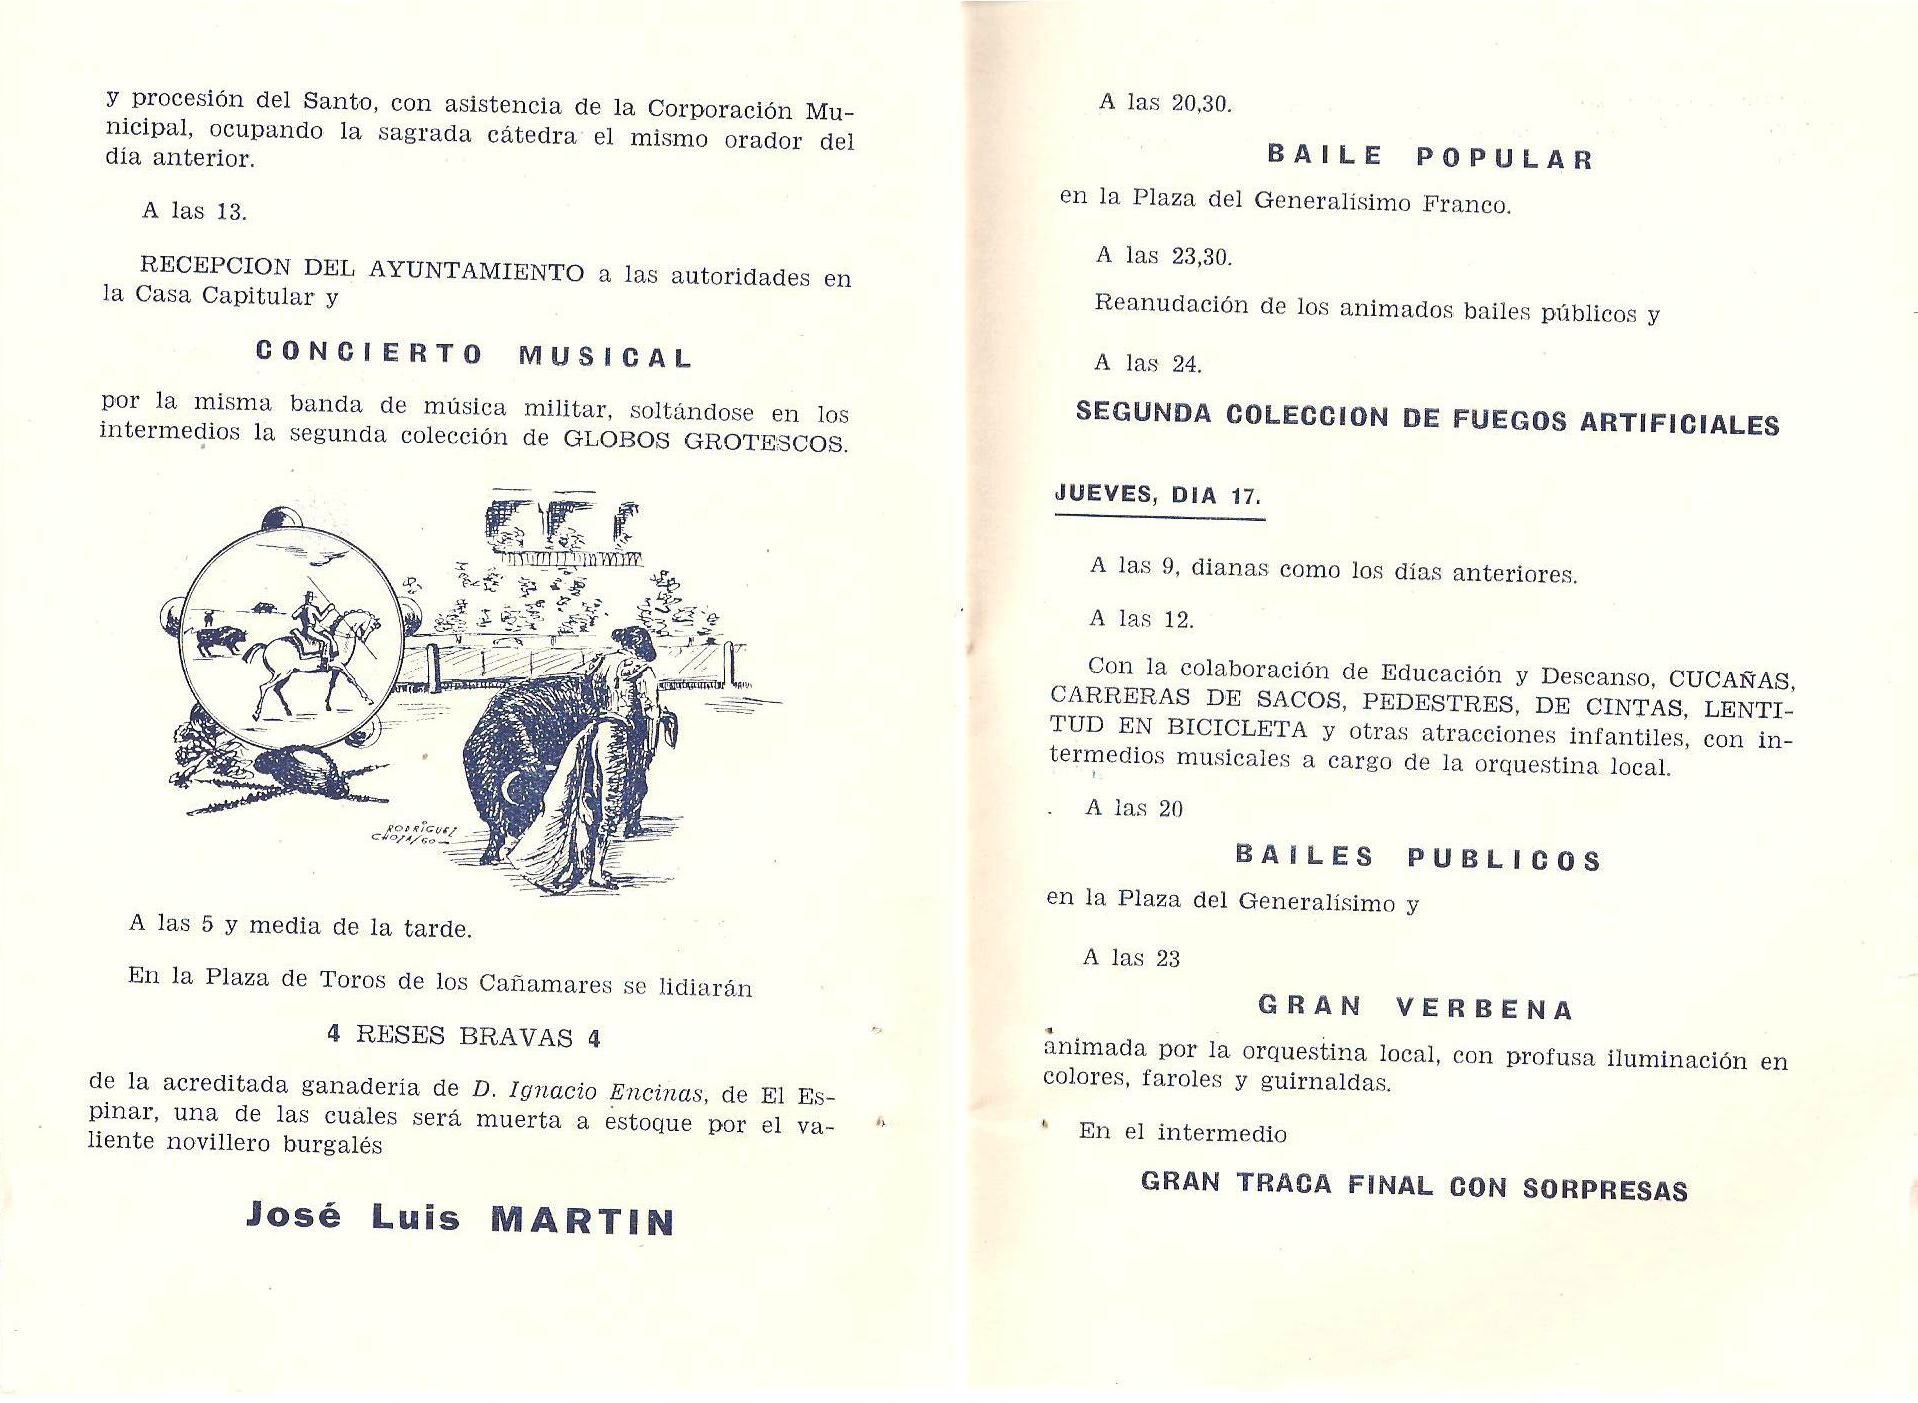 y procesión del Santo, con asistencia de la Corporación Mu-
nicipal, ocupando la sagrada cátedra el mismo orador del
día anterior.
A las 13.
RECEPCION DEL AYUNTAMIENTO a las autoridades en
la Casa Capitular y
CONCIERTO MUSICAL
por la misma banda de música militar, soltándose en los
intermedios la segunda colección de GLOBOS GROTESCOS.
RODRIGUEZ
A las 5 y media de la tarde.
En la Plaza de Toros de los Cañamares se lidiarán
4 RESES BRAVAS 4
de la acreditada ganadería de D. Ignacio Encinas, de El Es-
pinar, una de las cuales será muerta a estoque por el va-
liente novillero burgalés
José Luis MARTIN
A las 20,30.
BAILE POPULAR
en la Plaza del Generalísimo Franco.
A las 23,30.
Reanudación de los animados bailes públicos y
A las 24.
SEGUNDA COLECCION DE FUEGOS ARTIFICIALES
JUEVES, DIA 17.
A las 9, dianas como los días anteriores.
A las 12.
Con la colaboración de Educación y Descanso, CUCAÑAS,
CARRERAS DE SACOS, PEDESTRES, DE CINTAS, LENTI-
TUD EN BICICLETA y otras atracciones infantiles, con in-
termedios musicales a cargo de la orquestina local.
A las 20
BAILES PUBLICOS
en la Plaza del Generalísimo y
A las 23
GRAN VERBENA
animada por la orquestina local, con profusa iluminación en
colores, faroles y guirnaldas.
En el intermedio
GRAN TRACA FINAL CON SORPRESAS